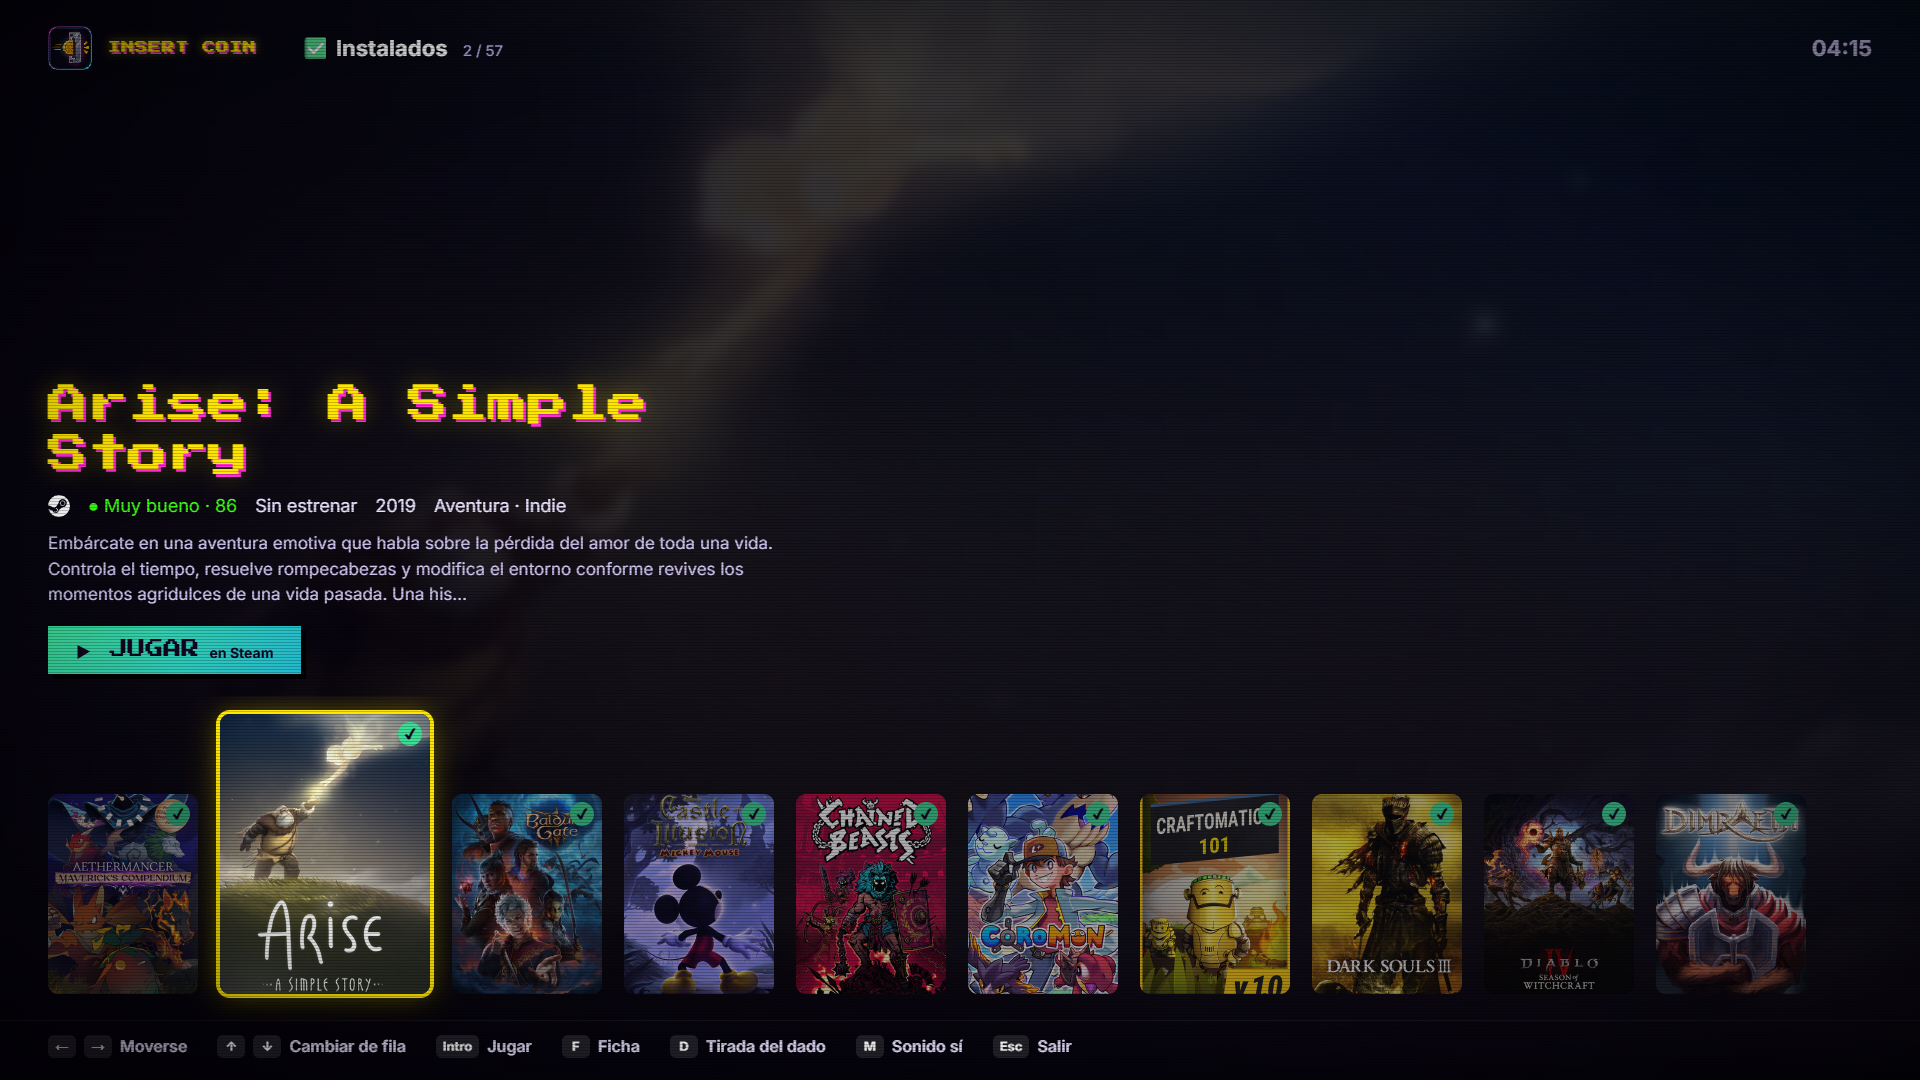 INSERT COIN
Instalados 2 / 57
04:15
Arise: A Simple
Story
Muy bueno · 86 Sin estrenar 2019 Aventura · Indie
Embárcate en una aventura emotiva que habla sobre la pérdida del amor de toda una vida.
Controla el tiempo, resuelve rompecabezas y modifica el entorno conforme revives los
momentos agridulces de una vida pasada. Una his...
JUGAR en Steam
AETHERMANCER
MAVERICK'S COMPENDIUM
ARISE
A SIMPLE STORY
Baldur
Gate
Castle
Illusion
MICKEY MOUSE
CHAINED
BEASTS
COROMON
CRAFTOMATIC
101
x10
DARK SOULS III
DIABLO
IV
SEASON of
WITCHCRAFT
← → Moverse ↑ ↓ Cambiar de fila Intro Jugar F Ficha D Tirada del dado M Sonido sí Esc Salir